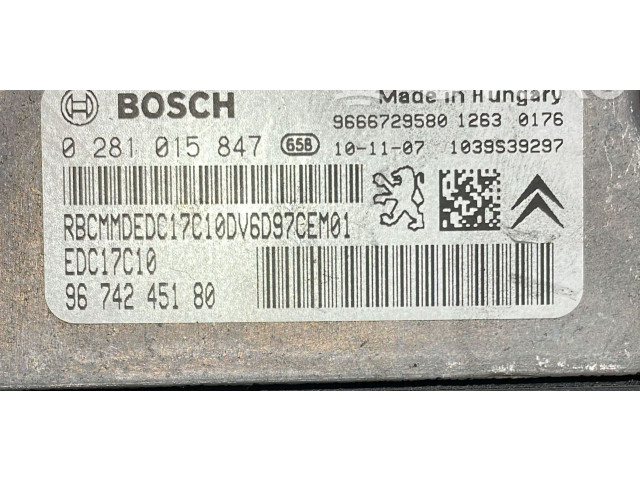 BOSCH
Made in Hungary
9666729580 1263 0176
0 281 015 847 65B 10-11-07 1039S39297
RBCMMDEDC17C10DV6D97CEM01
EDC17C10
96 742 451 80